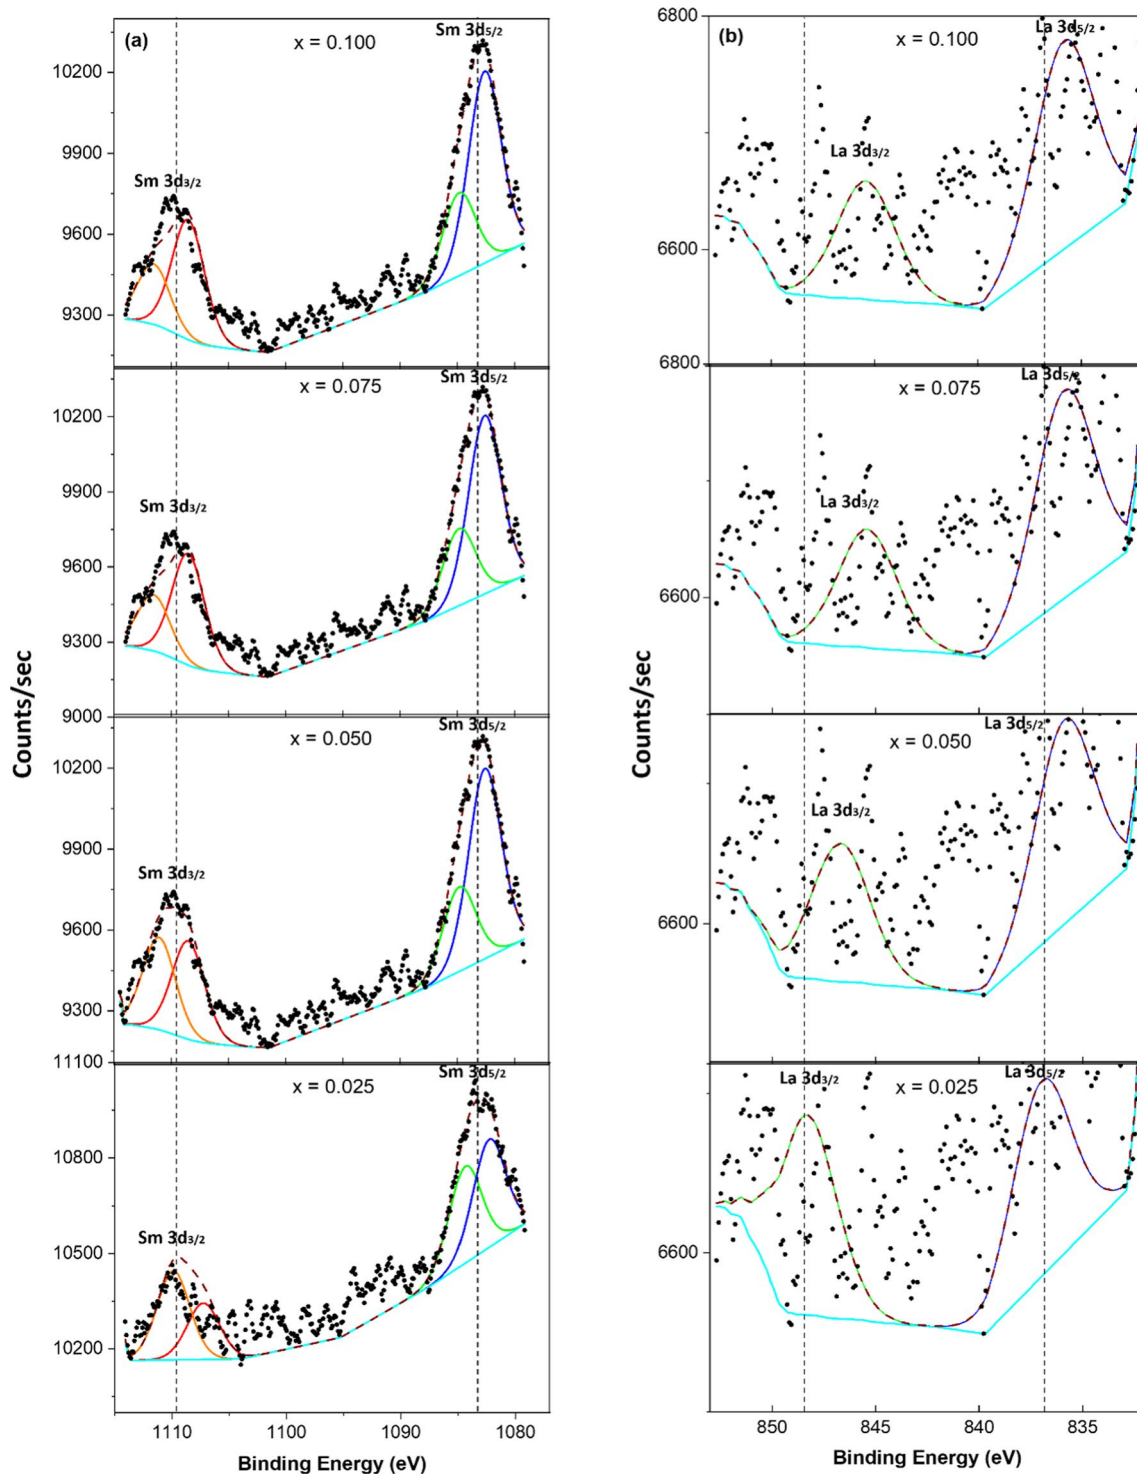 (a)
x = 0.100
Sm 3d5/2
Sm 3d3/2
10200
9900
9600
9300
x = 0.075
Sm 3d5/2
Sm 3d3/2
10200
9900
9600
9300
9000
x = 0.050
Sm 3d5/2
Sm 3d3/2
10200
9900
9600
9300
11100
x = 0.025
Sm 3d5/2
Sm 3d3/2
10800
10500
10200
1110 1100 1090 1080
Counts/sec
Binding Energy (eV)
(b)
6800
x = 0.100
La 3d5/2
La 3d3/2
6600
6800
x = 0.075
La 3d5/2
La 3d3/2
6600
x = 0.050
La 3d5/2
La 3d3/2
6600
x = 0.025
La 3d3/2
La 3d5/2
6600
850 845 840 835
Counts/sec
Binding Energy (eV)